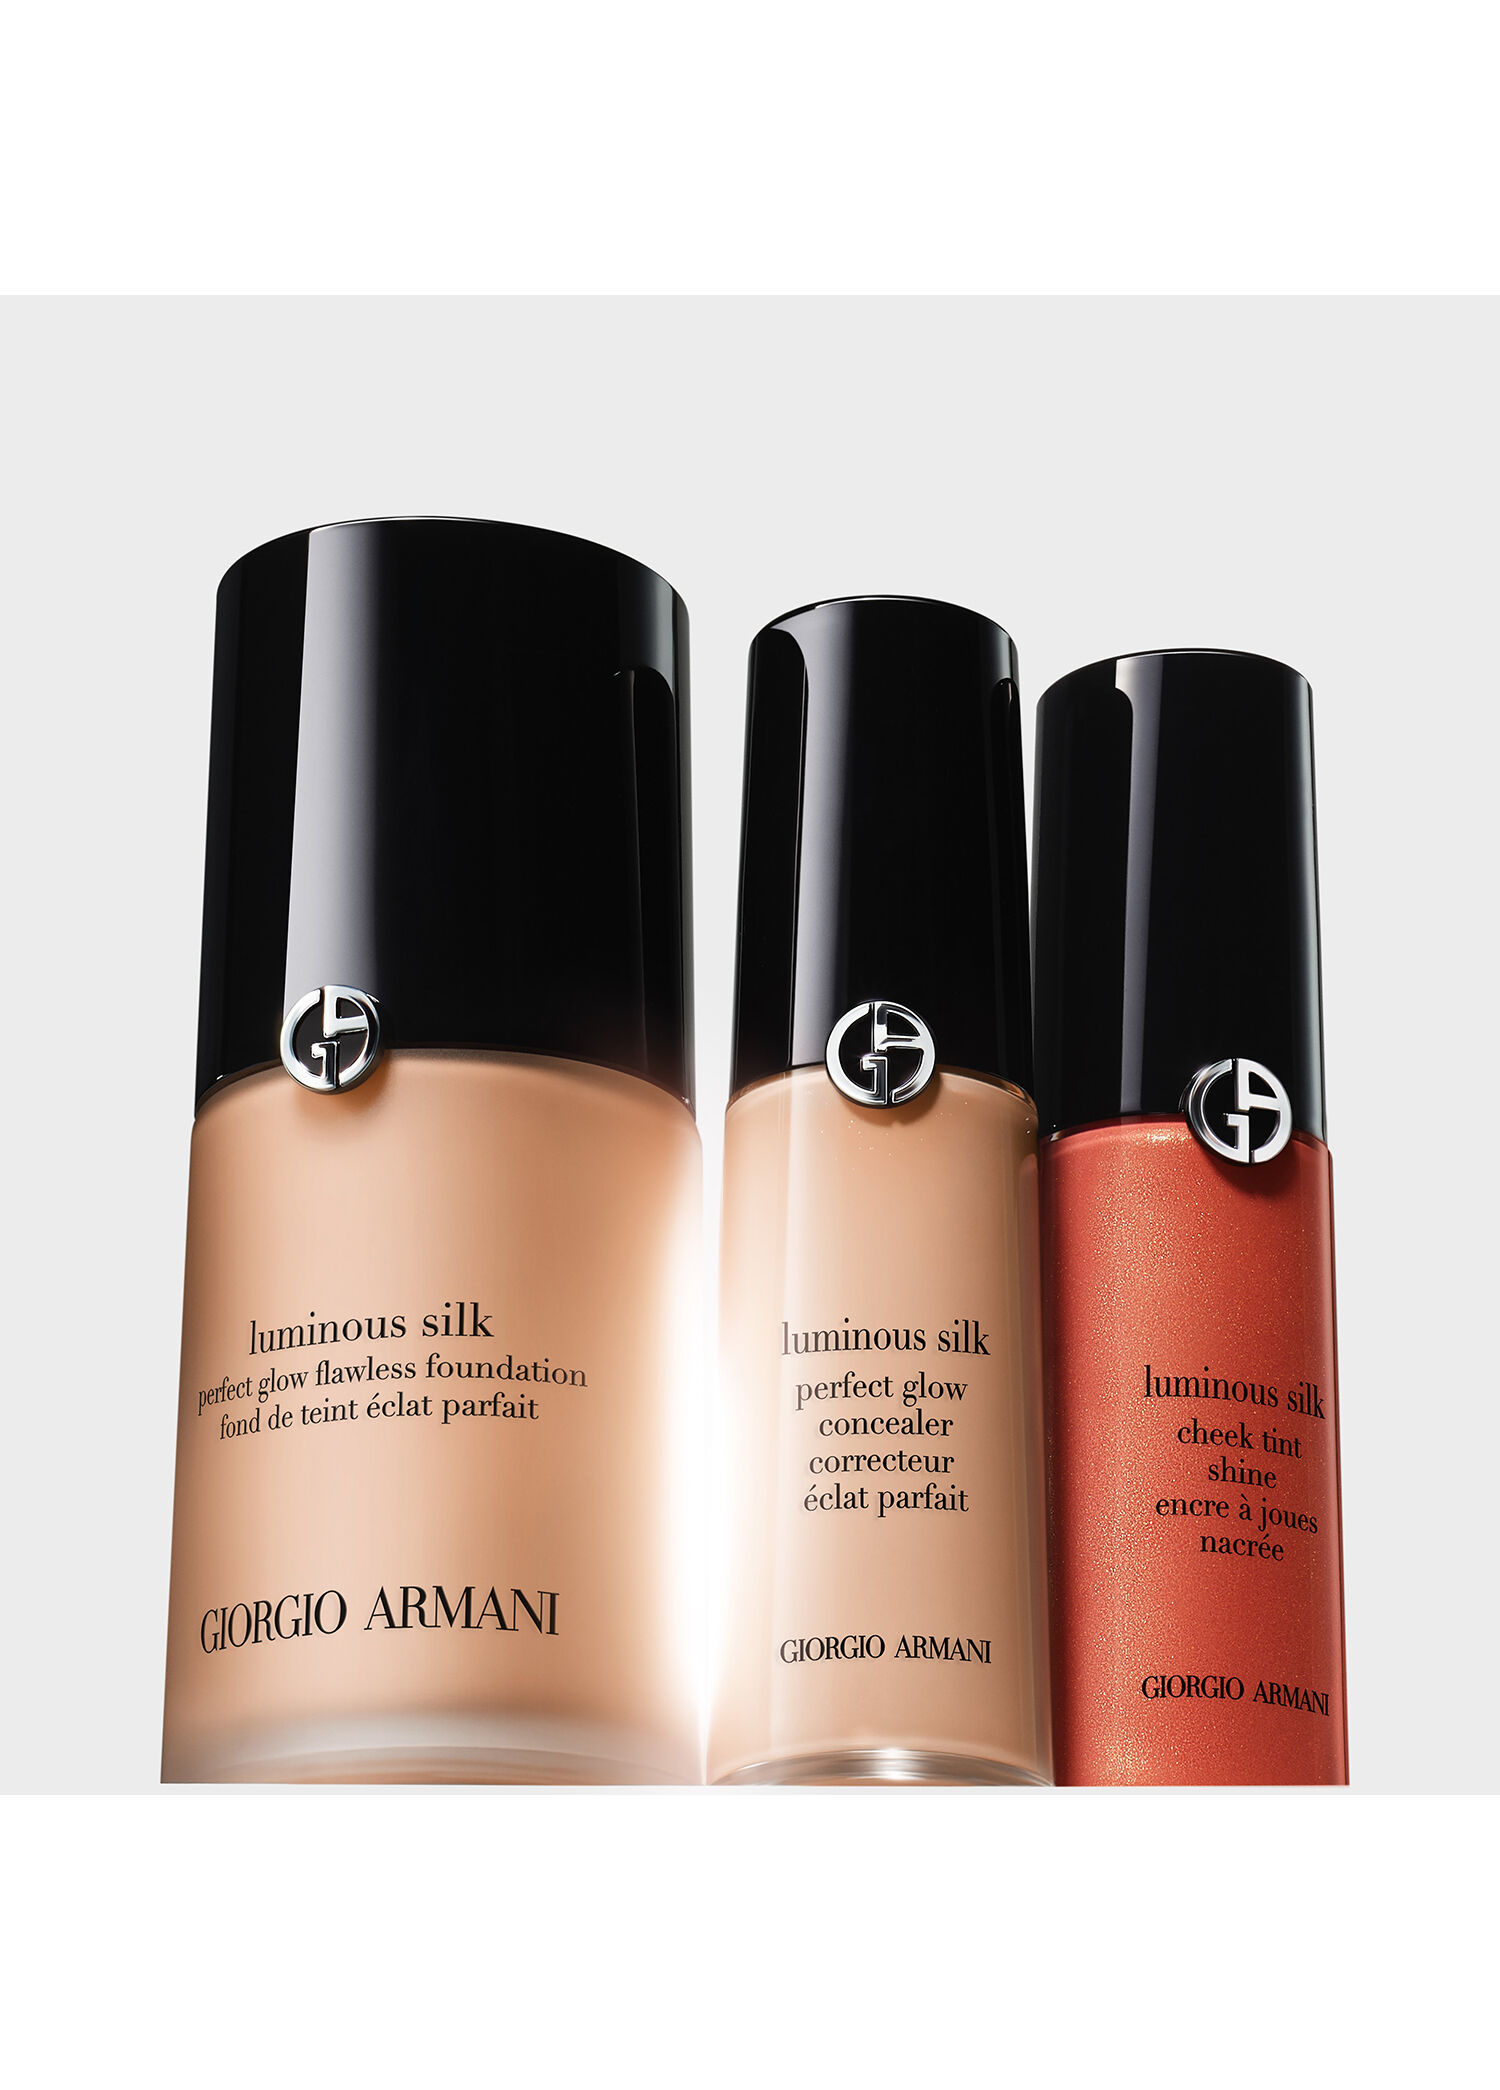 luminous silk
perfect glow flawless foundation
fond de teint éclat parfait
GIORGIO ARMANI
luminous silk
perfect glow
concealer
correcteur
éclat parfait
GIORGIO ARMANI
luminous silk
cheek tint
shine
encre à joues
nacrée
GIORGIO ARMANI